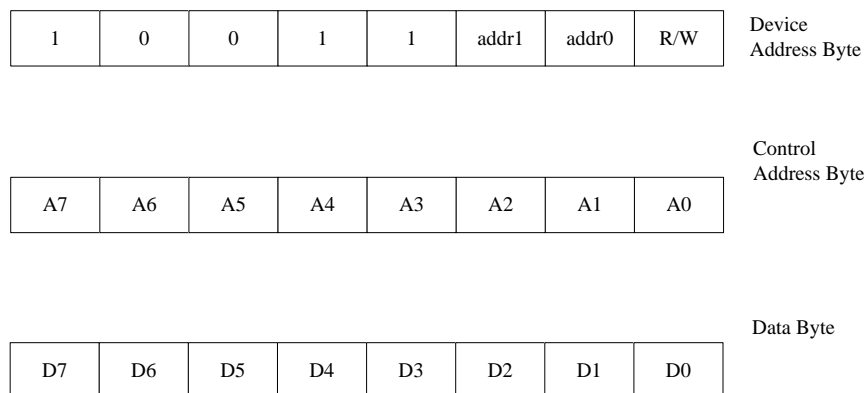 1 0 0 1 1 addr1 addr0 R/W
Device
Address Byte
Control
Address Byte
A7 A6 A5 A4 A3 A2 A1 A0
Data Byte
D7 D6 D5 D4 D3 D2 D1 D0